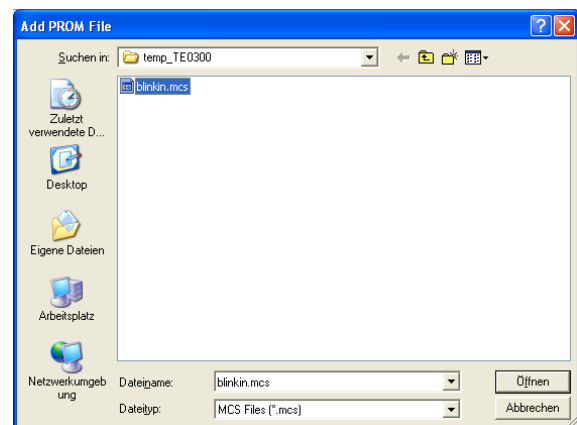 Add PROM File
Suchen in:
temp_TE0300
blinkin.mcs
Zuletzt
verwendete D...
Desktop
Eigene Dateien
Arbeitsplatz
Netzwerkumgeb
ung
Dateiname:
blinkin.mcs
Öffnen
Dateityp:
MCS Files (*.mcs)
Abbrechen